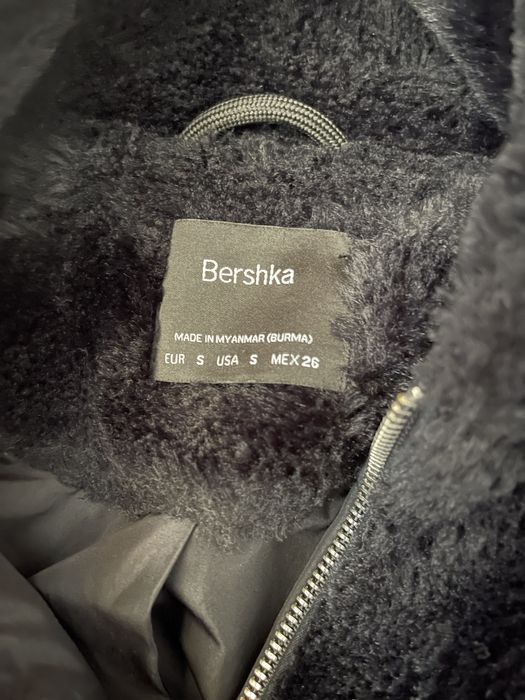 Bershka
MADE IN MYANMAR (BURMA)
EUR S USA S MEX 26